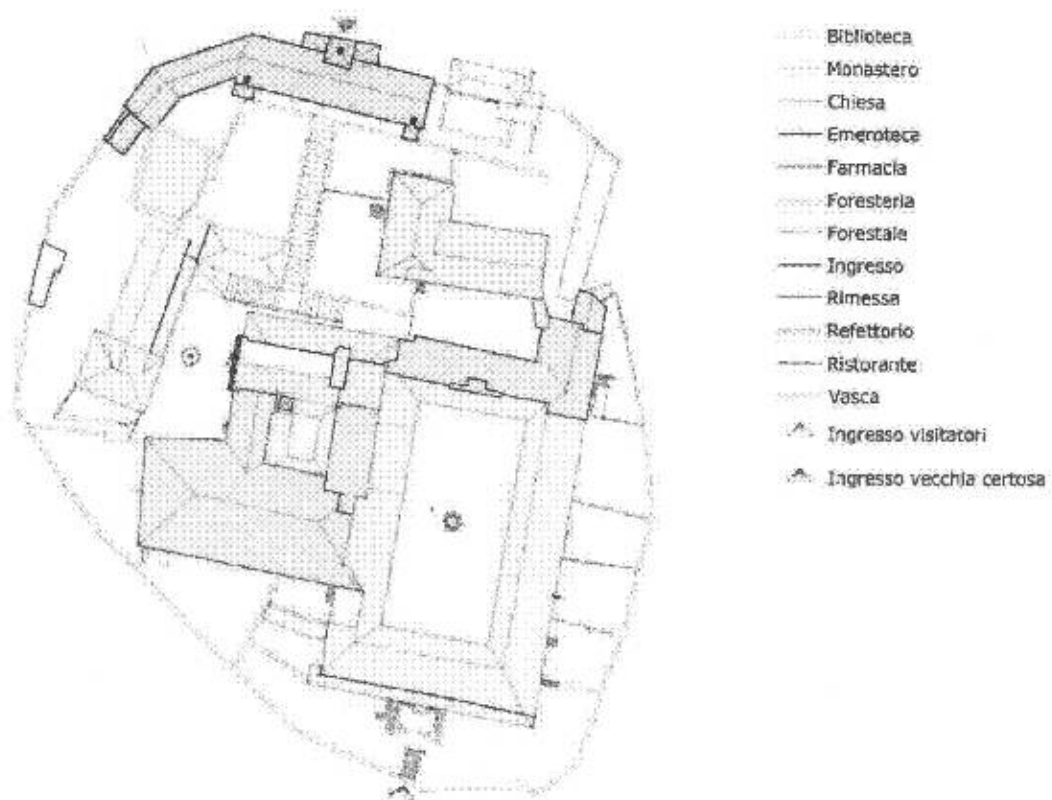 Biblioteca
Monastero
Chiesa
Emeroteca
Farmacia
Foresteria
Forestale
Ingresso
Rimessa
Refettorio
Ristorante
Vasca
Ingresso visitatori
Ingresso vecchia certosa